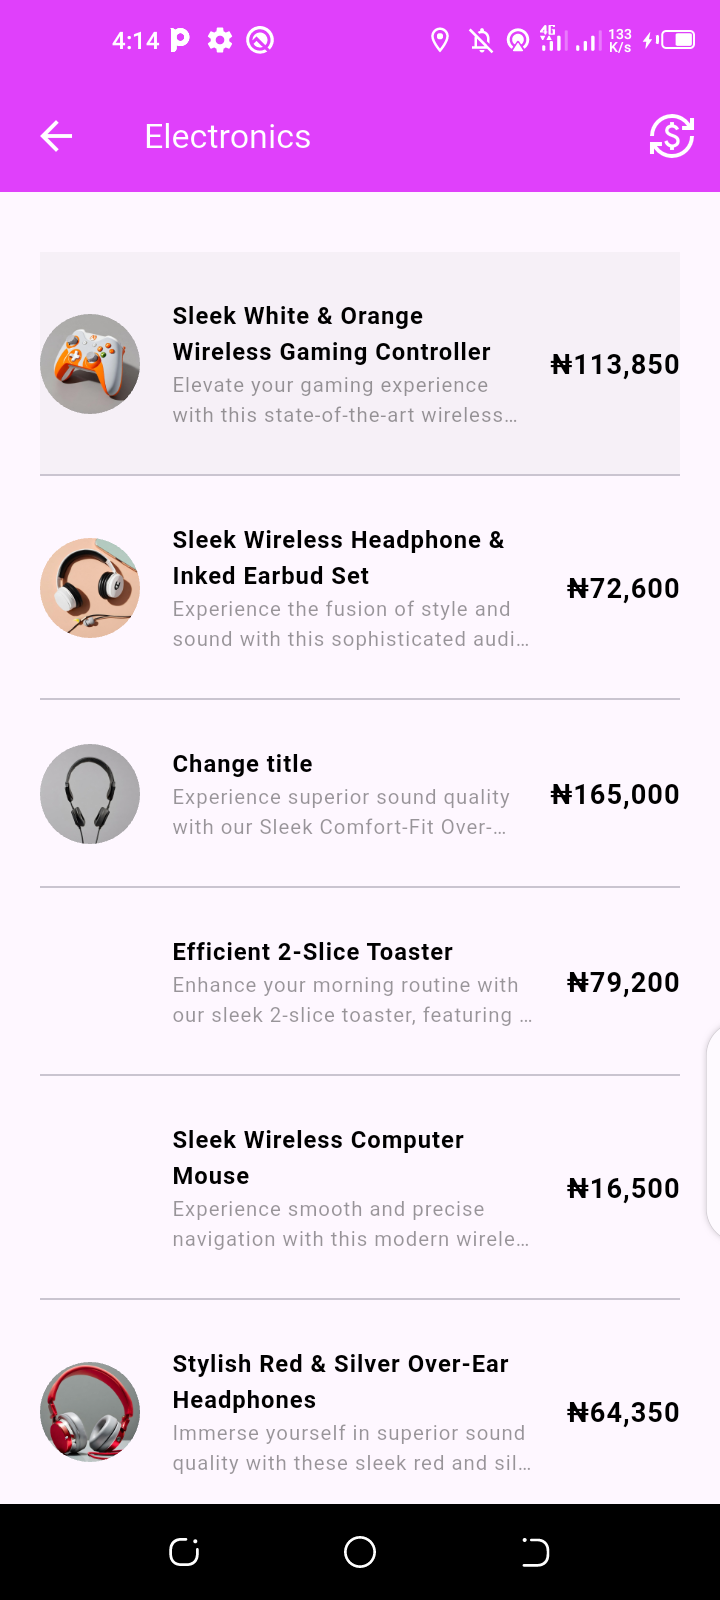 4:14
4G
133
K/s
Electronics
Sleek White & Orange
Wireless Gaming Controller
Elevate your gaming experience
with this state-of-the-art wireless…
₦113,850
Sleek Wireless Headphone &
Inked Earbud Set
Experience the fusion of style and
sound with this sophisticated audi…
₦72,600
Change title
Experience superior sound quality
with our Sleek Comfort-Fit Over-…
₦165,000
Efficient 2-Slice Toaster
Enhance your morning routine with
our sleek 2-slice toaster, featuring …
₦79,200
Sleek Wireless Computer
Mouse
Experience smooth and precise
navigation with this modern wirele…
₦16,500
Stylish Red & Silver Over-Ear
Headphones
Immerse yourself in superior sound
quality with these sleek red and sil…
₦64,350